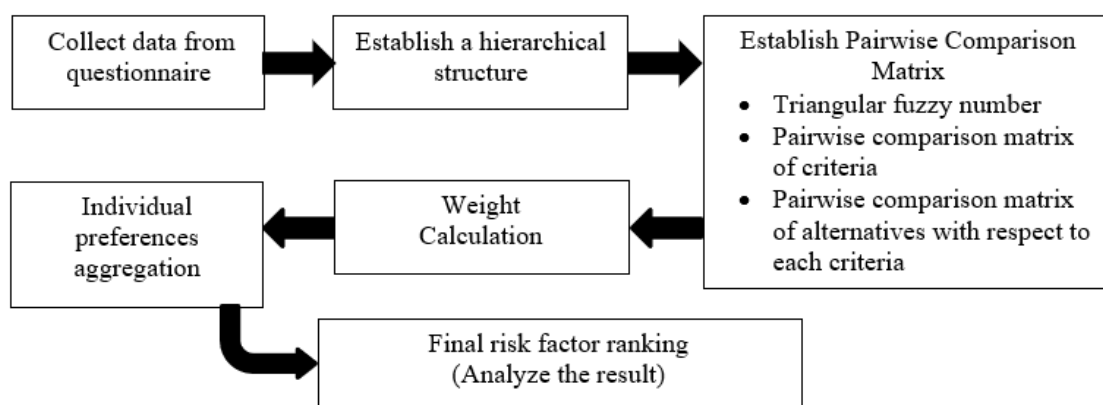 Collect data from
questionnaire
Establish a hierarchical
structure
Establish Pairwise Comparison
Matrix
• Triangular fuzzy number
• Pairwise comparison matrix
of criteria
• Pairwise comparison matrix
of alternatives with respect to
each criteria
Weight
Calculation
Individual
preferences
aggregation
Final risk factor ranking
(Analyze the result)